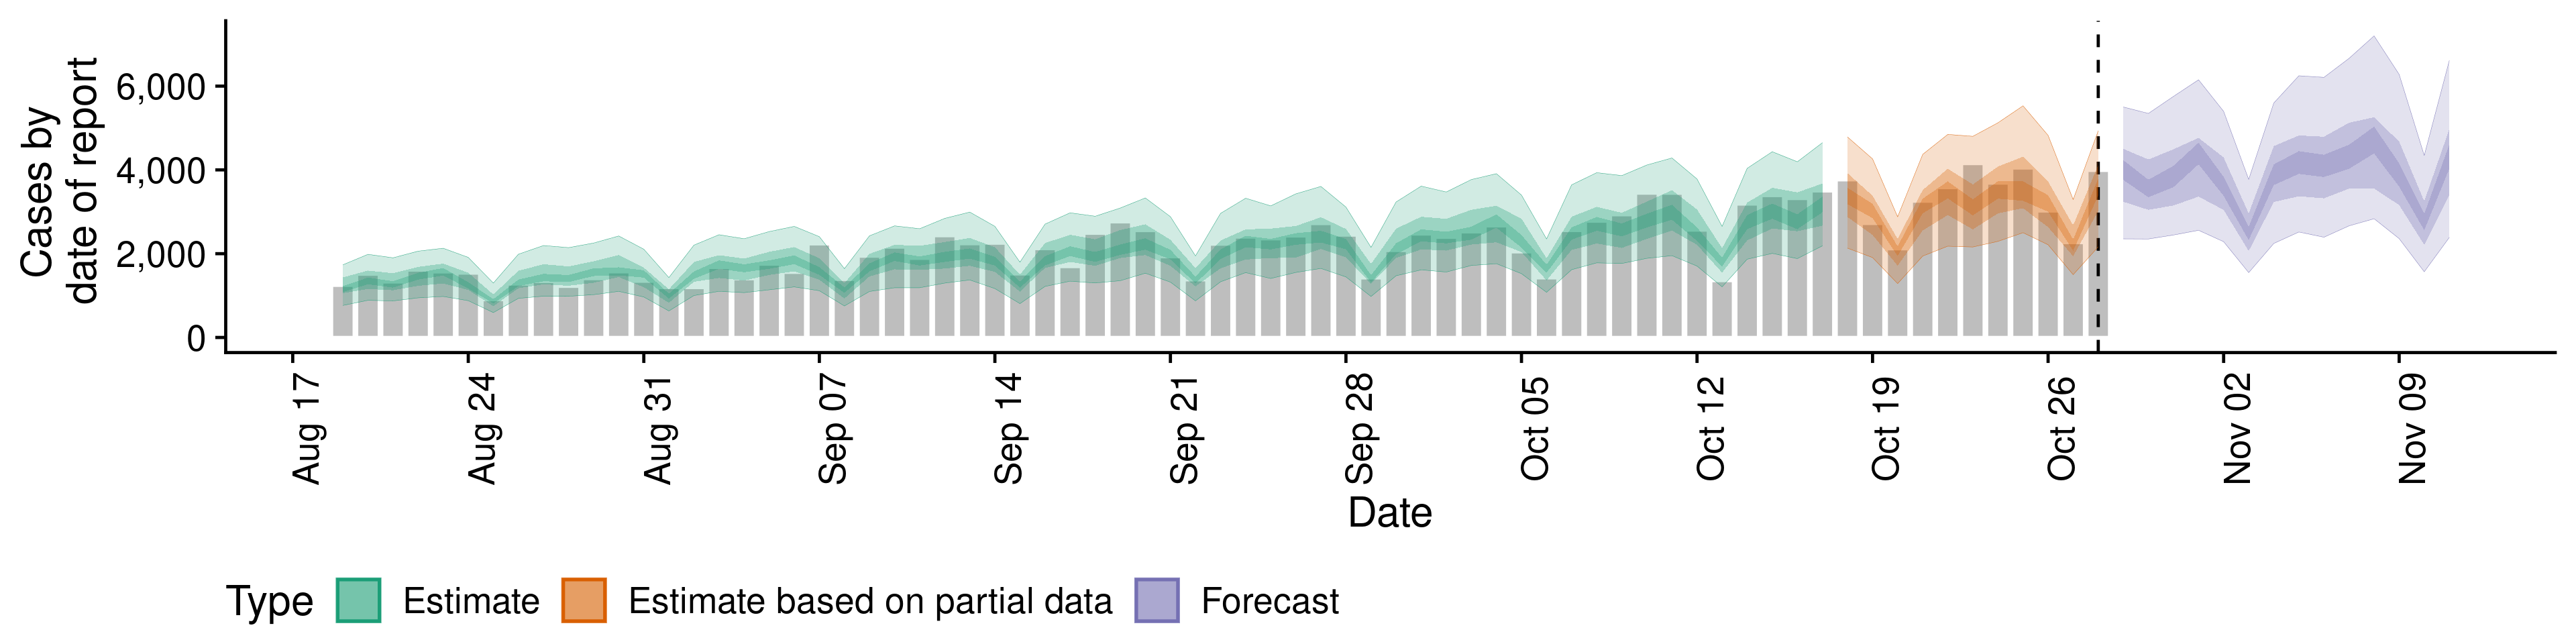 Cases by
date of report
6,000
4,000
2,000
0
Aug 17
Aug 24
Aug 31
Sep 07
Sep 14
Sep 21
Sep 28
Oct 05
Oct 12
Oct 19
Oct 26
Nov 02
Nov 09
Date
Type Estimate Estimate based on partial data Forecast